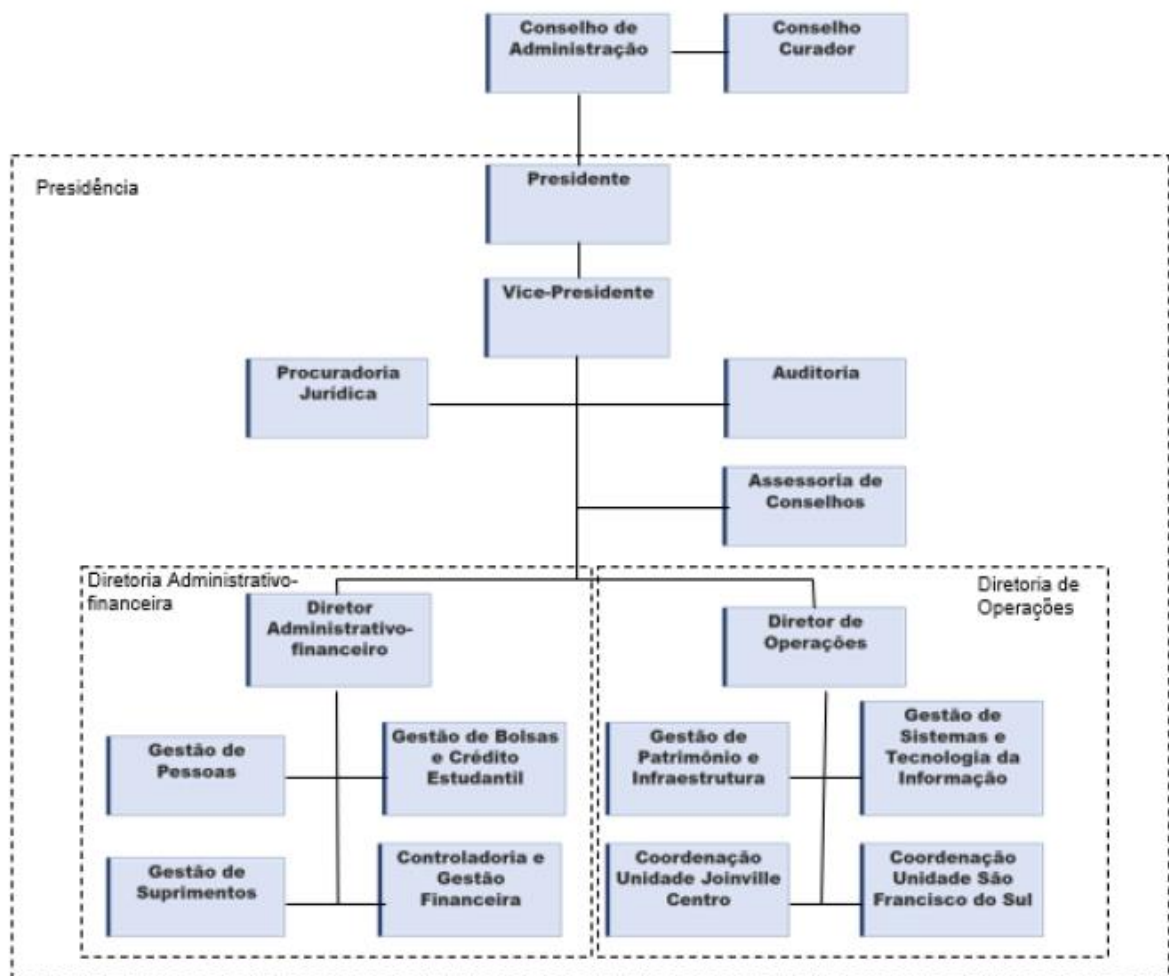 Conselho de
Administração
Conselho
Curador
Presidência
Presidente
Vice-Presidente
Procuradoria
Jurídica
Auditoria
Assessoria de
Conselhos
Diretoria Administrativo-
financeira
Diretor
Administrativo-
financeiro
Diretoria de
Operações
Diretor de
Operações
Gestão de
Pessoas
Gestão de Bolsas
e Crédito
Estudantil
Gestão de
Suprimentos
Controladoria e
Gestão
Financeira
Gestão de
Patrimônio e
Infraestrutura
Gestão de
Sistemas e
Tecnologia da
Informação
Coordenação
Unidade Joinville
Centro
Coordenação
Unidade São
Francisco do Sul